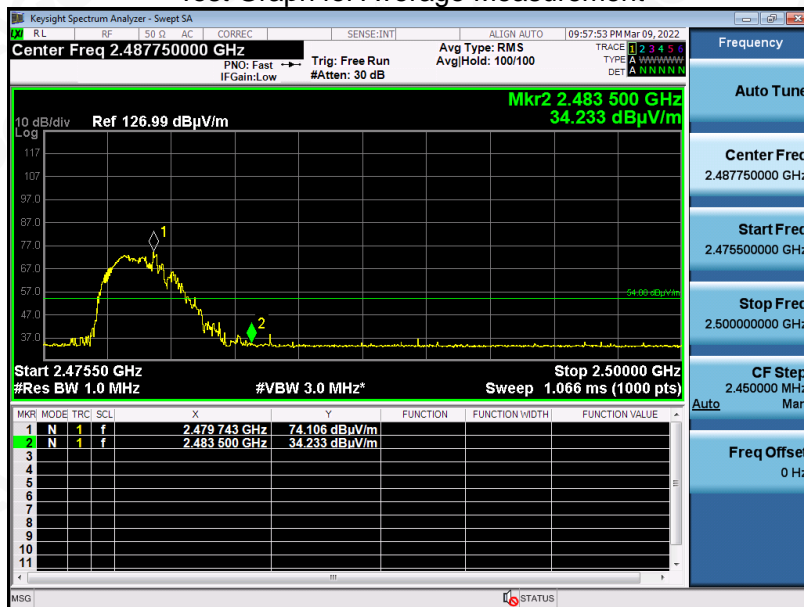 Test Graph for Average Measurement
Keysight Spectrum Analyzer - Swept SA
RL RF 50 Ω AC CORREC SENSE:INT ALIGN AUTO 09:57:53 PM Mar 09, 2022
Center Freq 2.487750000 GHz Avg Type: RMS TRACE 1 2 3 4 5 6
PNO: Fast Trig: Free Run Avg|Hold: 100/100 TYPE A WWWWW
IFGain:Low #Atten: 30 dB DET A N N N N N
Mkr2 2.483 500 GHz
34.233 dBµV/m
10 dB/div Ref 126.99 dBµV/m
Log
117
107
97.0
87.0
1
77.0
67.0
57.0
54.00 dBµV/m
47.0
2
37.0
Start 2.47550 GHz Stop 2.50000 GHz
#Res BW 1.0 MHz #VBW 3.0 MHz* Sweep 1.066 ms (1000 pts)
MKR MODE TRC SCL X Y FUNCTION FUNCTION WIDTH FUNCTION VALUE
1 N 1 f 2.479 743 GHz 74.106 dBµV/m
2 N 1 f 2.483 500 GHz 34.233 dBµV/m
3
4
5
6
7
8
9
10
11
MSG STATUS
Frequency
Auto Tune
Center Freq
2.487750000 GHz
Start Freq
2.475500000 GHz
Stop Freq
2.500000000 GHz
CF Step
2.450000 MHz
Auto Man
Freq Offset
0 Hz